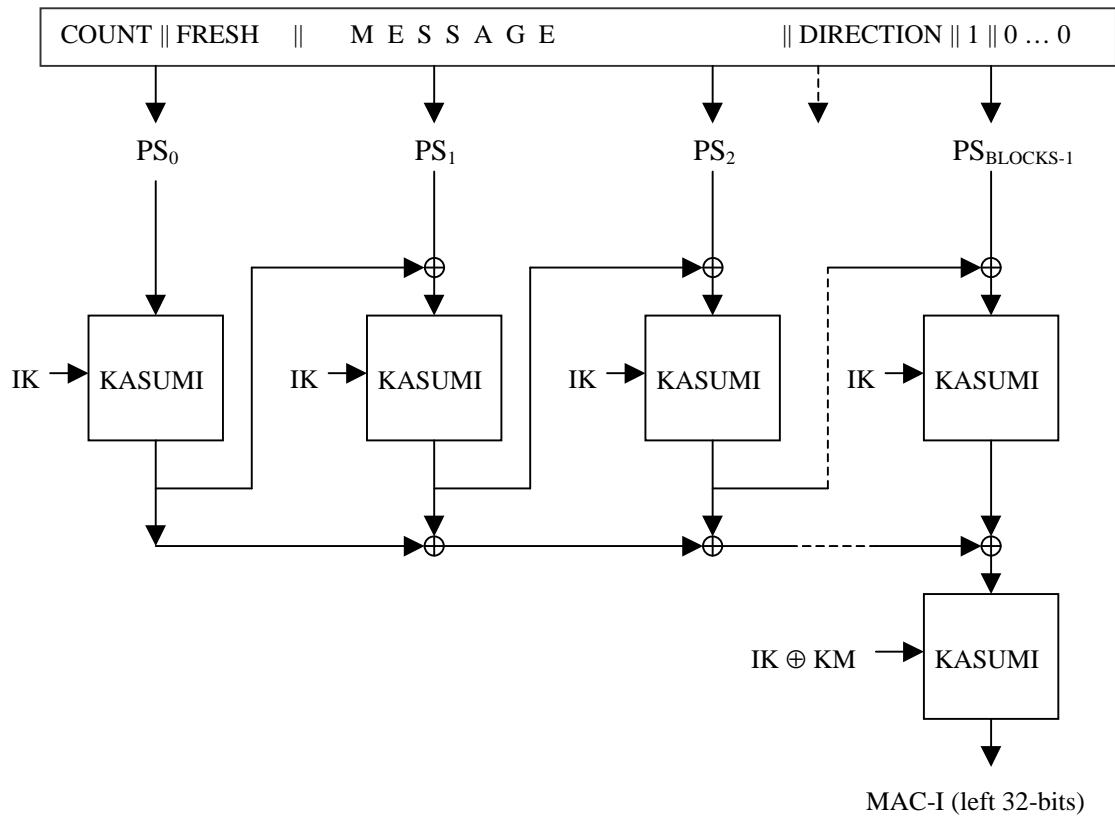 COUNT || FRESH || M E S S A G E || DIRECTION || 1 || 0 … 0
PS₀ PS₁ PS₂ PS_BLOCKS-1
IK KASUMI IK KASUMI IK KASUMI IK KASUMI
IK ⊕ KM KASUMI
MAC-I (left 32-bits)